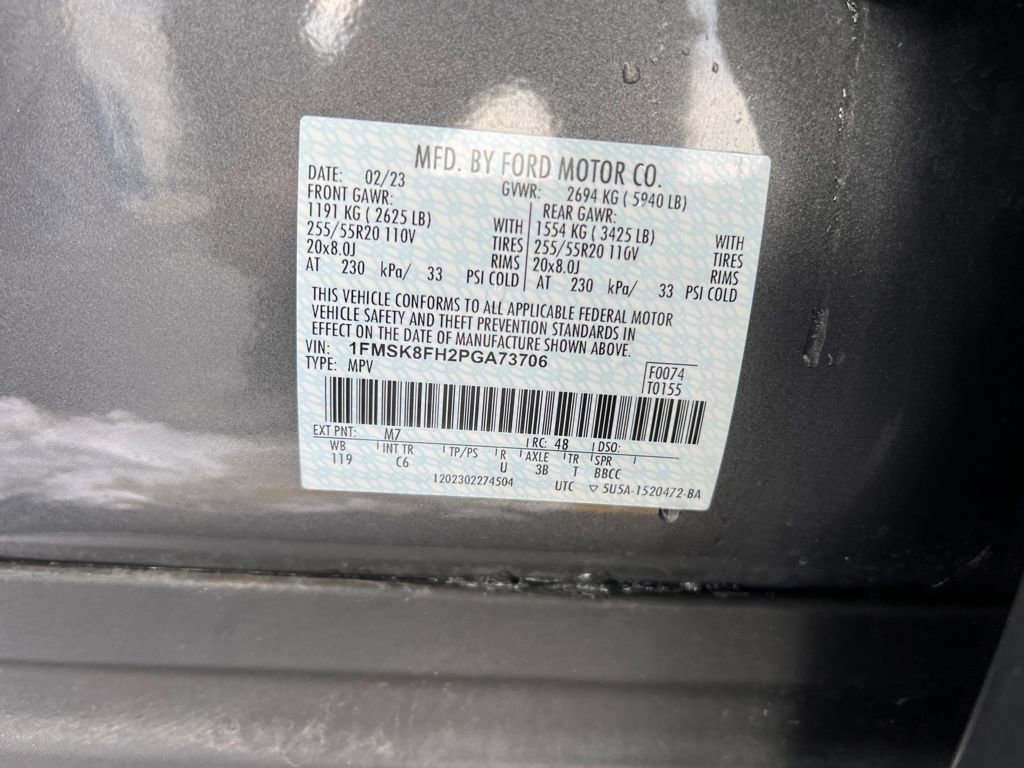 MFD. BY FORD MOTOR CO.
DATE: 02/23 GVWR: 2694 KG ( 5940 LB)
FRONT GAWR: REAR GAWR:
1191 KG ( 2625 LB) WITH 1554 KG ( 3425 LB) WITH
255/55R20 110V TIRES 255/55R20 110V TIRES
20x8.0J RIMS 20x8.0J RIMS
AT 230 kPa/ 33 PSI COLD AT 230 kPa/ 33 PSI COLD
THIS VEHICLE CONFORMS TO ALL APPLICABLE FEDERAL MOTOR
VEHICLE SAFETY AND THEFT PREVENTION STANDARDS IN
EFFECT ON THE DATE OF MANUFACTURE SHOWN ABOVE.
VIN: 1FMSK8FH2PGA73706
TYPE: MPV
F0074
T0155
EXT PNT: M7 RC: 48 DSO:
WB INT TR TP/PS R AXLE TR SPR
119 C6 U 3B T BBCC
1202302274504 UTC ▽ 5U5A-1520472-BA